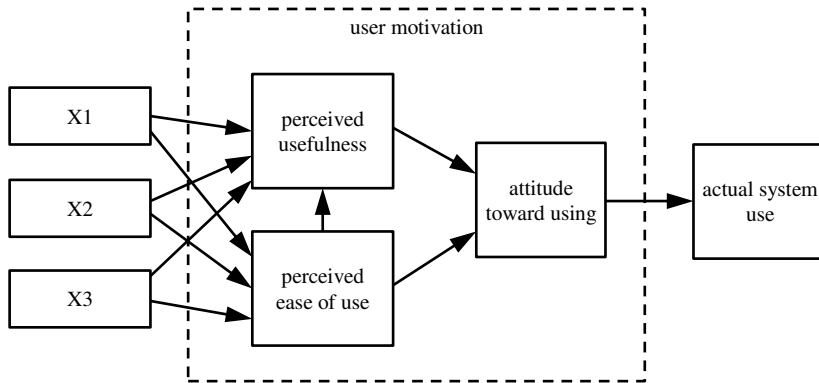 user motivation
X1
X2
X3
perceived
usefulness
perceived
ease of use
attitude
toward using
actual system
use